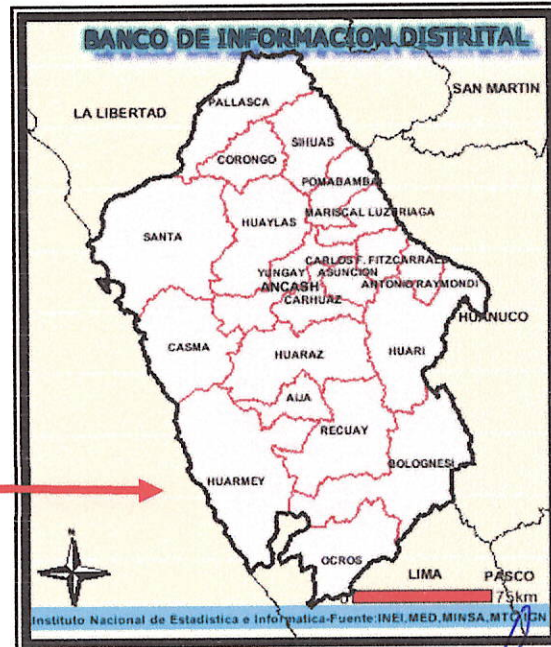 BANCO DE INFORMACION DISTRITAL
PALLASCA
SAN MARTIN
LA LIBERTAD
SIHUAS
CORONGO
POMABAMBA
MARISCAL LUZURIAGA
HUAYLAS
SANTA
CARLOS F. FITZCARRALD
YUNGAY
ASUNCION
ANCASH
ANTONIO RAYMONDI
CARHUAZ
HUANUCO
CASMA
HUARAZ
HUARI
AIJA
RECUAY
BOLOGNESI
HUARMEY
N
OCROS
LIMA
PASCO
0
75km
Instituto Nacional de Estadistica e Informatica-Fuente:INEI,MED,MINSA,MTC,IGN